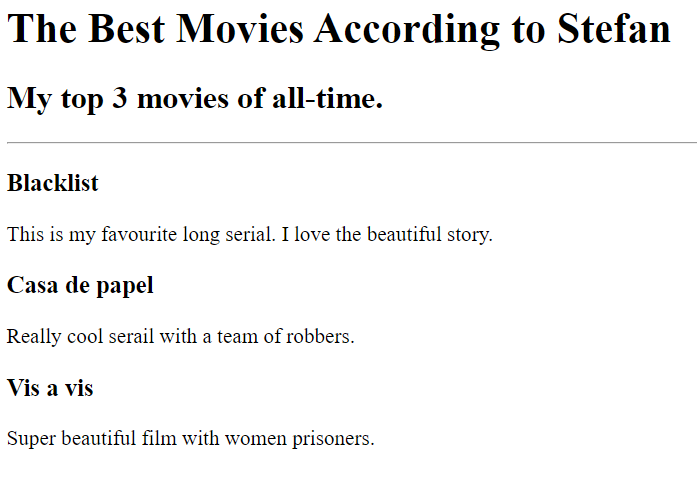 The Best Movies According to Stefan
My top 3 movies of all-time.
Blacklist
This is my favourite long serial. I love the beautiful story.
Casa de papel
Really cool serail with a team of robbers.
Vis a vis
Super beautiful film with women prisoners.